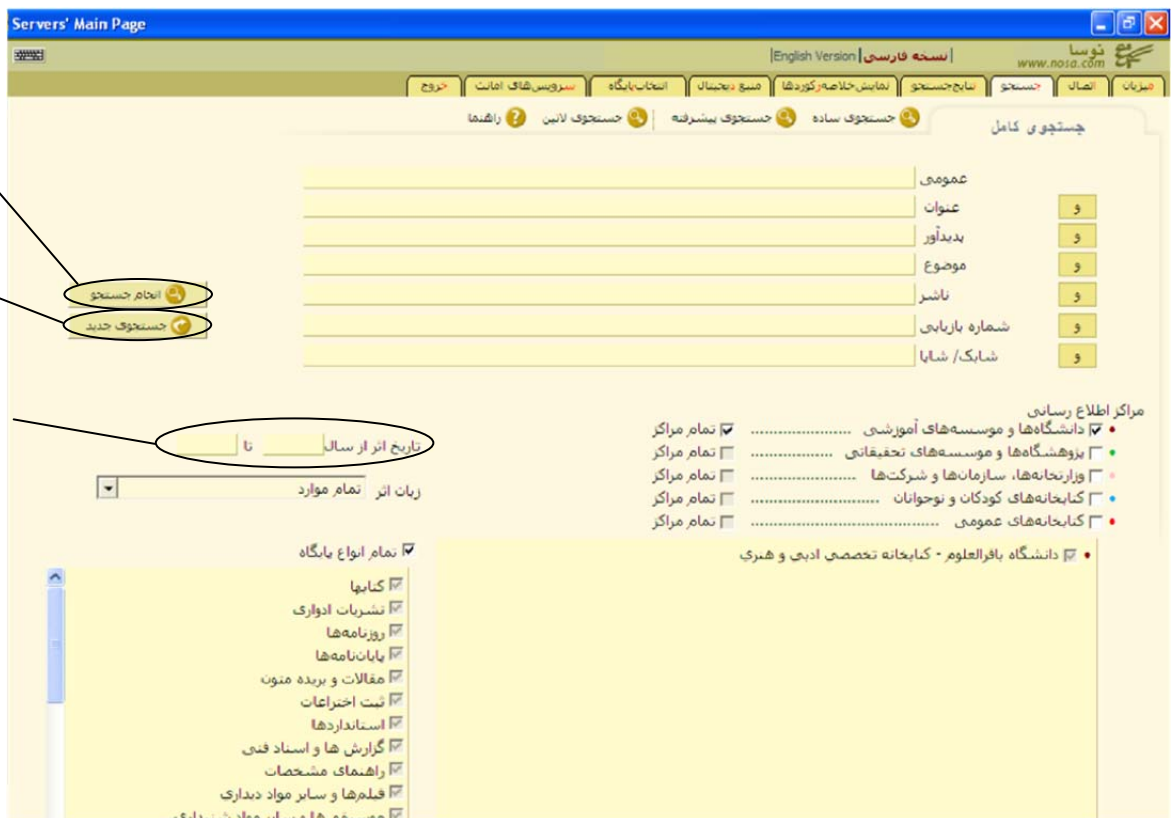 Servers' Main Page
نوسا
www.nosa.com
نسخه فارسی | English Version
میزبان
اتصال
جستجو
نتایج‌جستجو
نمایش‌خلاصه‌رکوردها
منبع دیجیتال
انتخاب‌پایگاه
سرویس‌های امانت
خروج
جستجوی کامل
جستجوی ساده
جستجوی پیشرفته
جستجوی لاتین
راهنما
عمومی
و عنوان
و پدیدآور
و موضوع
و ناشر
و شماره بازیابی
و شابک/ شاپا
انجام جستجو
جستجوی جدید
مراکز اطلاع رسانی
دانشگاه‌ها و موسسه‌های آموزشی ...................... تمام مراکز
پژوهشگاه‌ها و موسسه‌های تحقیقاتی .................. تمام مراکز
وزارتخانه‌ها، سازمان‌ها و شرکت‌ها ....................... تمام مراکز
کتابخانه‌های کودکان و نوجوانان ............................ تمام مراکز
کتابخانه‌های عمومی ......................................... تمام مراکز
تاریخ اثر از سال تا
زبان اثر تمام موارد
دانشگاه باقرالعلوم - کتابخانه تخصصي ادبي و هنري
تمام انواع پایگاه
کتابها
نشریات ادواری
روزنامه‌ها
پایان‌نامه‌ها
مقالات و بریده متون
ثبت اختراعات
استانداردها
گزارش ها و اسناد فنی
راهنمای مشخصات
فیلم‌ها و سایر مواد دیداری